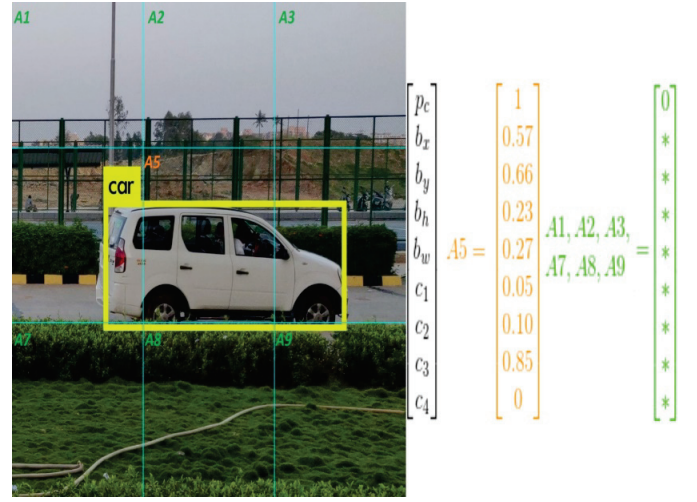 A1 A2 A3
A5
car
A7 A8 A9
p_c
b_x
b_y
b_h
b_w
c_1
c_2
c_3
c_4
A5 =
1
0.57
0.66
0.23
0.27
0.05
0.10
0.85
0
A1, A2, A3,
A7, A8, A9
=
0
*
*
*
*
*
*
*
*